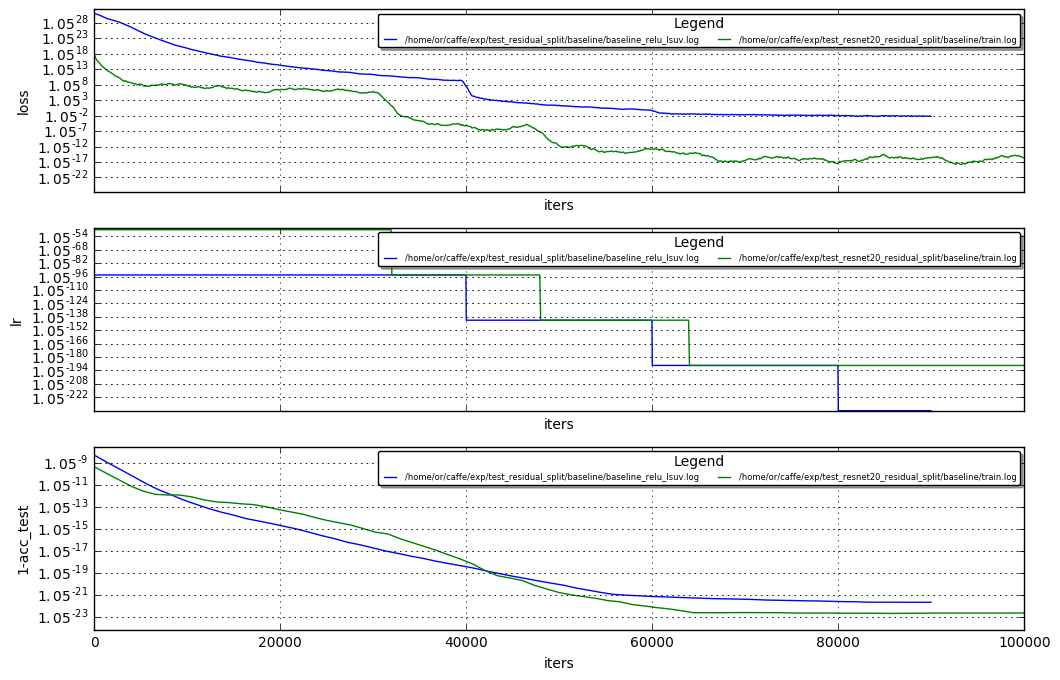 Legend
/home/or/caffe/exp/test_residual_split/baseline/baseline_relu_lsuv.log /home/or/caffe/exp/test_resnet20_residual_split/baseline/train.log
1.05^28
1.05^23
1.05^18
1.05^13
1.05^8
1.05^3
1.05^-2
1.05^-7
1.05^-12
1.05^-17
1.05^-22
loss
iters
Legend
/home/or/caffe/exp/test_residual_split/baseline/baseline_relu_lsuv.log /home/or/caffe/exp/test_resnet20_residual_split/baseline/train.log
1.05^-54
1.05^-68
1.05^-82
1.05^-96
1.05^-110
1.05^-124
1.05^-138
1.05^-152
1.05^-166
1.05^-180
1.05^-194
1.05^-208
1.05^-222
lr
iters
Legend
/home/or/caffe/exp/test_residual_split/baseline/baseline_relu_lsuv.log /home/or/caffe/exp/test_resnet20_residual_split/baseline/train.log
1.05^-9
1.05^-11
1.05^-13
1.05^-15
1.05^-17
1.05^-19
1.05^-21
1.05^-23
1-acc_test
0 20000 40000 60000 80000 100000
iters